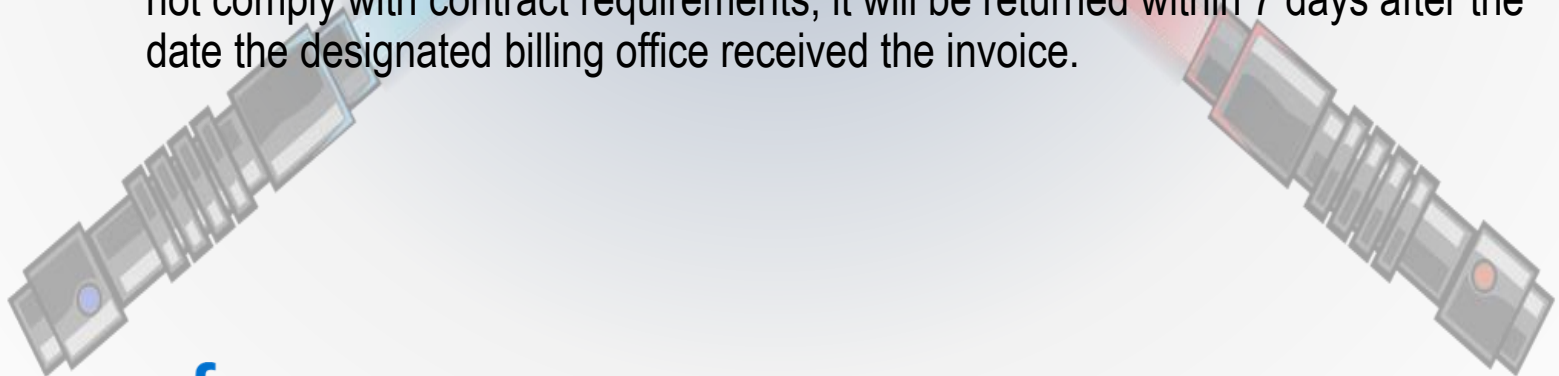 not comply with contract requirements, it will be returned within 7 days after the
date the designated billing office received the invoice.